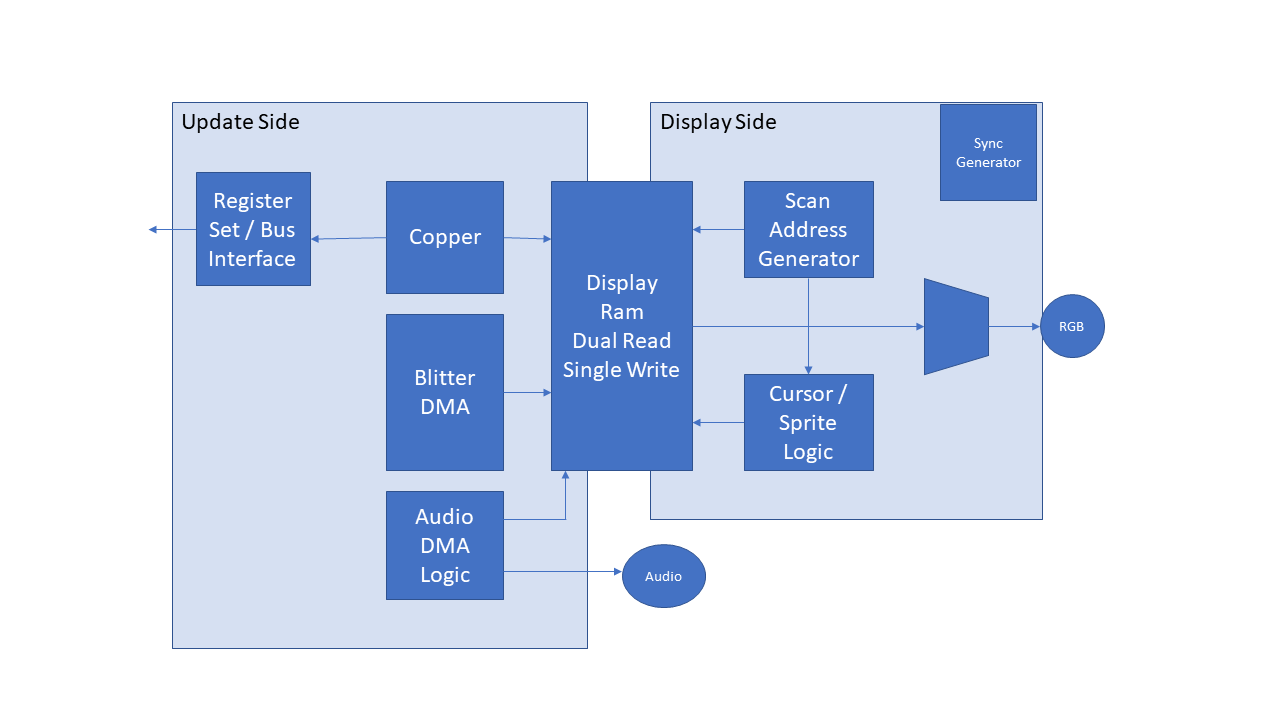 Update Side
Register
Set / Bus
Interface
Copper
Blitter
DMA
Audio
DMA
Logic
Display
Ram
Dual Read
Single Write
Display Side
Sync
Generator
Scan
Address
Generator
Cursor /
Sprite
Logic
RGB
Audio